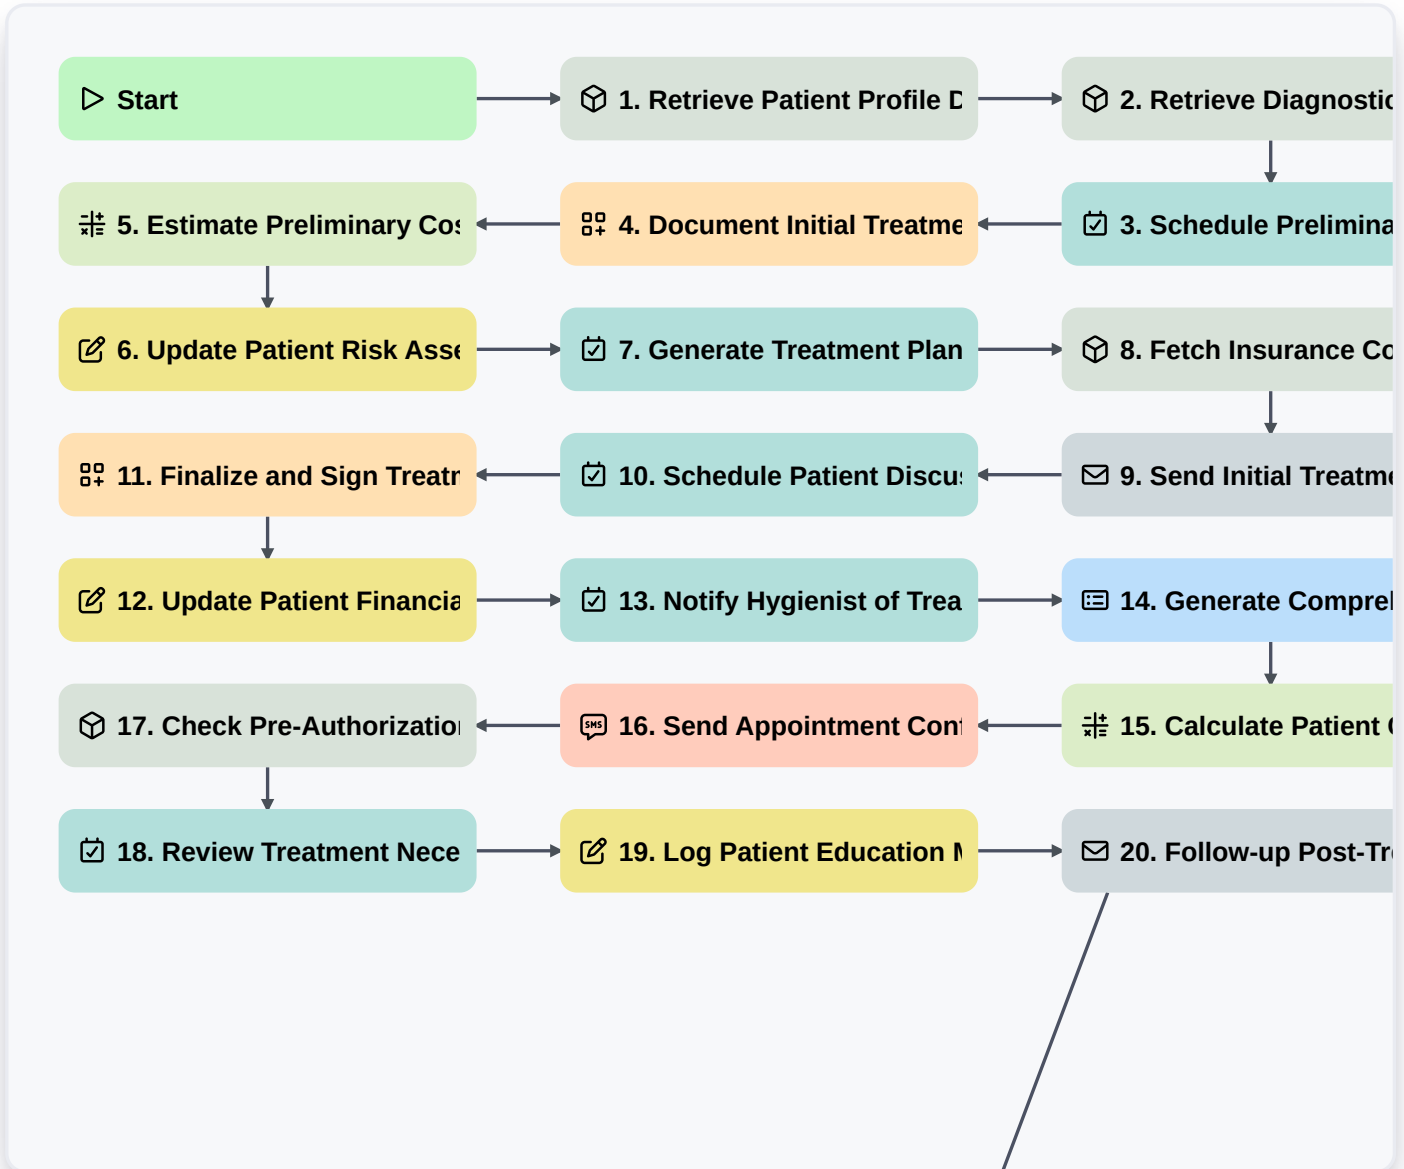 Start
1. Retrieve Patient Profile
2. Retrieve Diagnostic
5. Estimate Preliminary
4. Document Initial
3. Schedule
6. Update Patient Risk
7. Generate Treatment Plan
8. Fetch Insurance
11. Finalize and Sign
10. Schedule Patient
9. Send Initial
12. Update Patient
13. Notify Hygienist of
14. Generate
17. Check
16. Send Appointment
15. Calculate Patient
SMS
18. Review Treatment
19. Log Patient Education
20. Follow-up